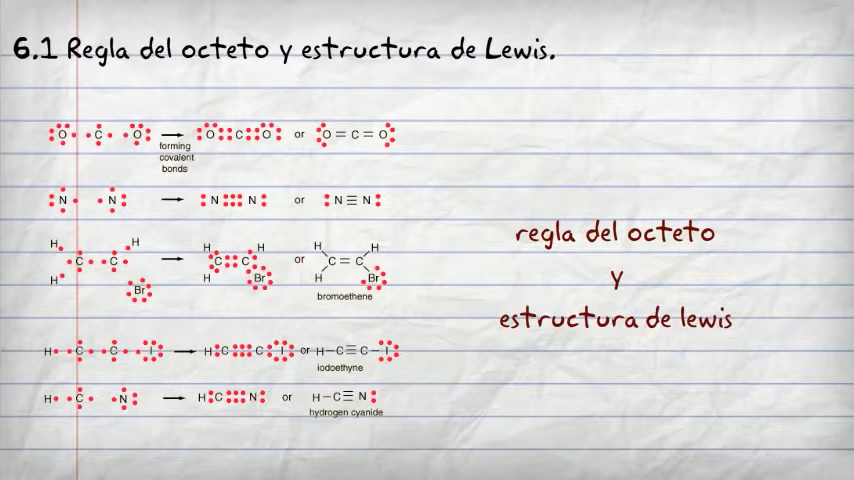 6.1 Regla del octeto y estructura de Lewis.
O C O O C O or O = C = O
forming
covalent
bonds
N N N N or N ≡ N
H H H H H H
C C C C or C = C
H Br H Br H Br
bromoethene
H C C I H C C I or H – C ≡ C – I
iodoethyne
H C N H C N or H – C ≡ N
hydrogen cyanide
regla del octeto
y
estructura de lewis